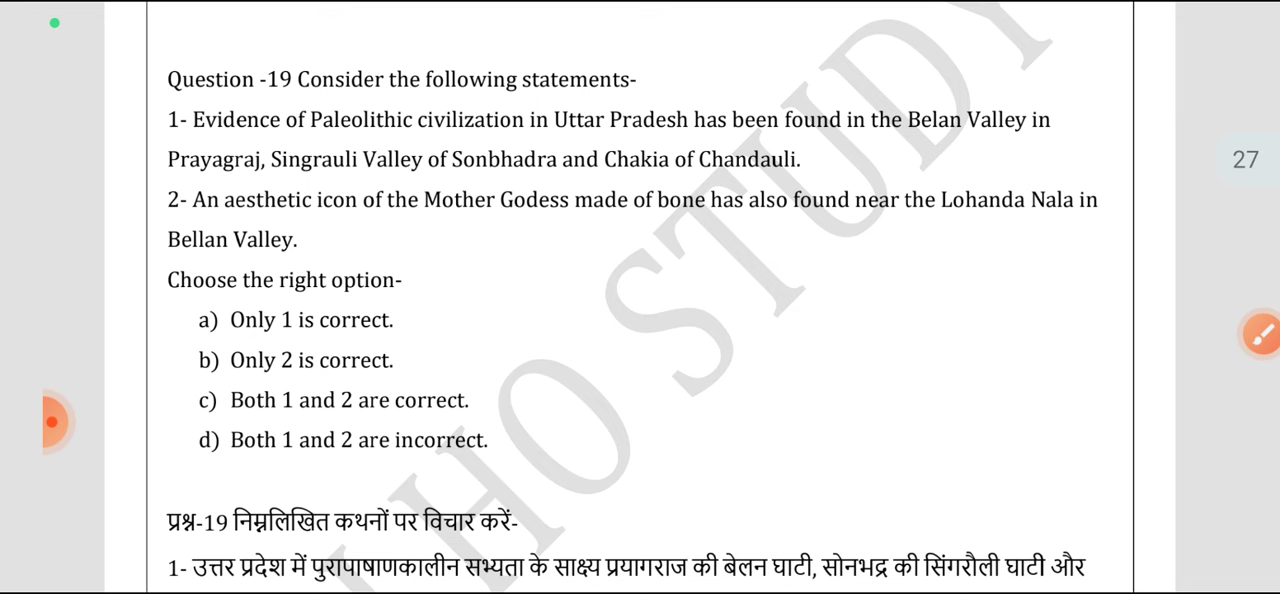 Question -19 Consider the following statements-
1- Evidence of Paleolithic civilization in Uttar Pradesh has been found in the Belan Valley in
Prayagraj, Singrauli Valley of Sonbhadra and Chakia of Chandauli.
27
2- An aesthetic icon of the Mother Godess made of bone has also found near the Lohanda Nala in
Bellan Valley.
Choose the right option-
a) Only 1 is correct.
b) Only 2 is correct.
c) Both 1 and 2 are correct.
d) Both 1 and 2 are incorrect.
HO STUDY
प्रश्न-19 निम्नलिखित कथनों पर विचार करें-
1- उत्तर प्रदेश में पुरापाषाणकालीन सभ्यता के साक्ष्य प्रयागराज की बेलन घाटी, सोनभद्र की सिंगरौली घाटी और